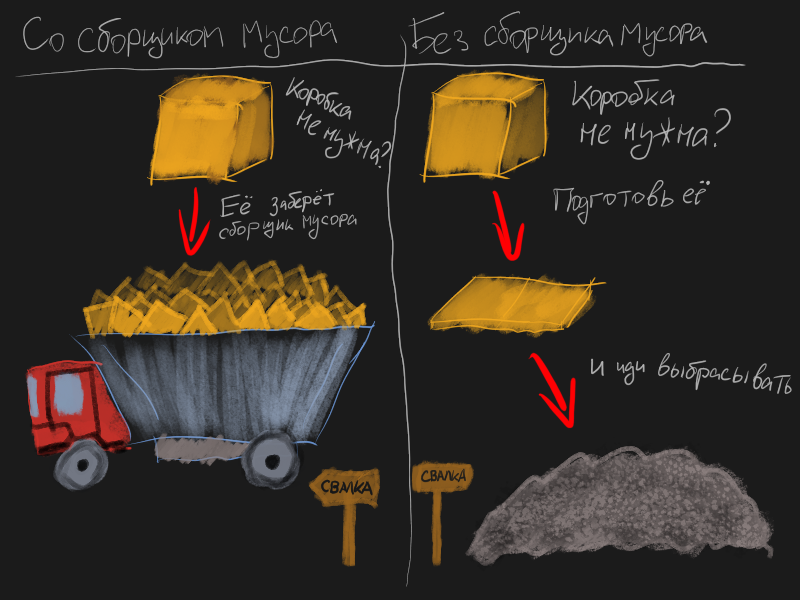 Со сборщиком мусора
Без сборщика мусора
Коробка
не нужна?
Её заберёт
сборщик мусора
СВАЛКА
Коробка
не нужна?
Подготовь её
и иди выбрасывать
СВАЛКА